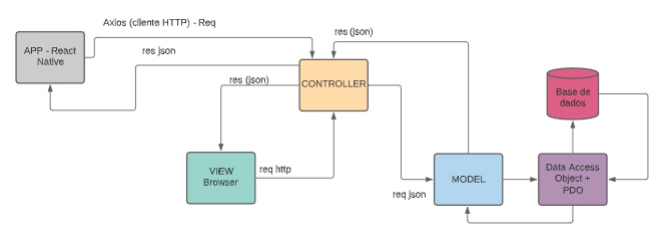 Axios (cliente HTTP) - Req
res (json)
APP - React
Native
res json
res (json)
CONTROLLER
Base de
dados
VIEW
Browser
req http
MODEL
Data Access
Object +
PDO
req json